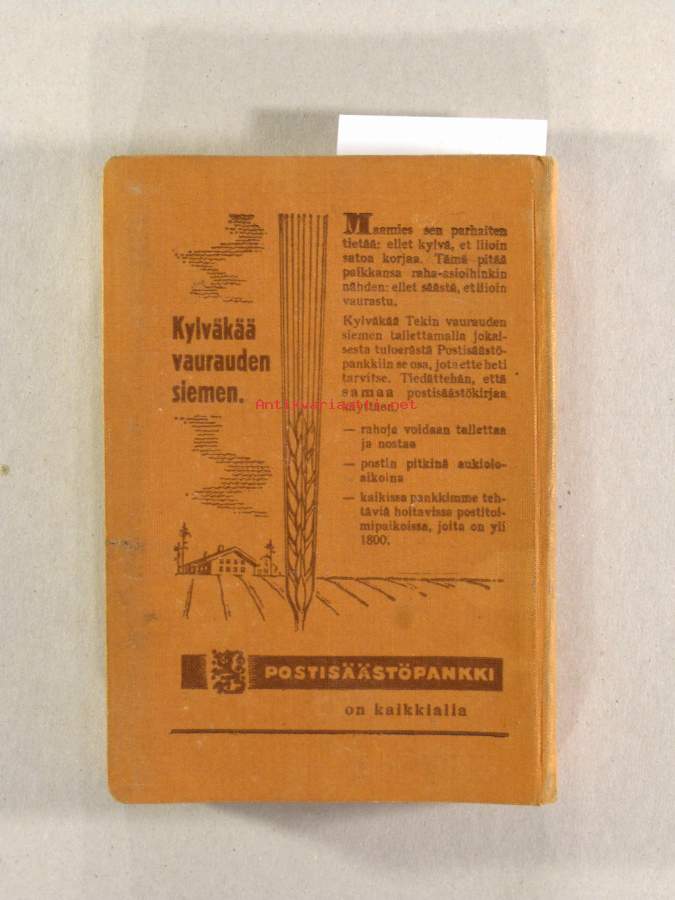 Kylväkää
vaurauden
siemen.
Maamies sen parhaiten
tietää: ellet kylvä, et liioin
satoa korjaa. Tämä pitää
paikkansa raha-asioihinkin
nähden: ellet säästä, et liioin
vaurastu.
Kylväkää Tekin vaurauden
siemen tallettamalla jokai-
sesta tuloerästä Postisäästö-
pankkiin se osa, jota ette heti
tarvitse. Tiedättehän, että
samaa postisäästökirjaa
käyttäen
Antikvariaatti.net
— rahoja voidaan tallettaa
ja nostaa
— postin pitkinä aukiolo-
aikoina
— kaikissa pankkimme teh-
täviä hoitavissa postitoi-
mipaikoissa, joita on yli
1800.
POSTISÄÄSTÖPANKKI
on kaikkialla